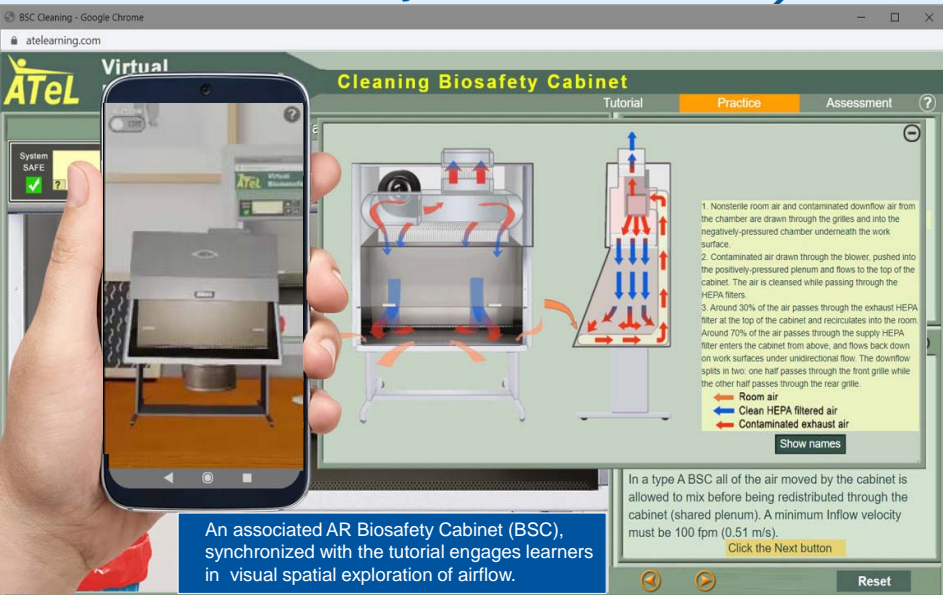 BSC Cleaning - Google Chrome
atelearning.com
ATeL
Virtual
Cleaning Biosafety Cabinet
Tutorial
Practice
Assessment
?
System
SAFE
?
OFF
?
ATeL
Virtual
1. Nonsterile room air and contaminated downflow air from
the chamber are drawn through the grilles and into the
negatively-pressured chamber underneath the work
surface.
2. Contaminated air drawn through the blower, pushed into
the positively-pressured plenum and flows to the top of the
cabinet. The air is cleansed while passing through the
HEPA filters.
3. Around 30% of the air passes through the exhaust HEPA
filter at the top of the cabinet and recirculates into the room.
Around 70% of the air passes through the supply HEPA
filter enters the cabinet from above, and flows back down
on work surfaces under unidirectional flow. The downflow
splits in two: one half passes through the front grille while
the other half passes through the rear grille.
Room air
Clean HEPA filtered air
Contaminated exhaust air
Show names
In a type A BSC all of the air moved by the cabinet is
allowed to mix before being redistributed through the
cabinet (shared plenum). A minimum Inflow velocity
must be 100 fpm (0.51 m/s).
Click the Next button
An associated AR Biosafety Cabinet (BSC),
synchronized with the tutorial engages learners
in visual spatial exploration of airflow.
Reset